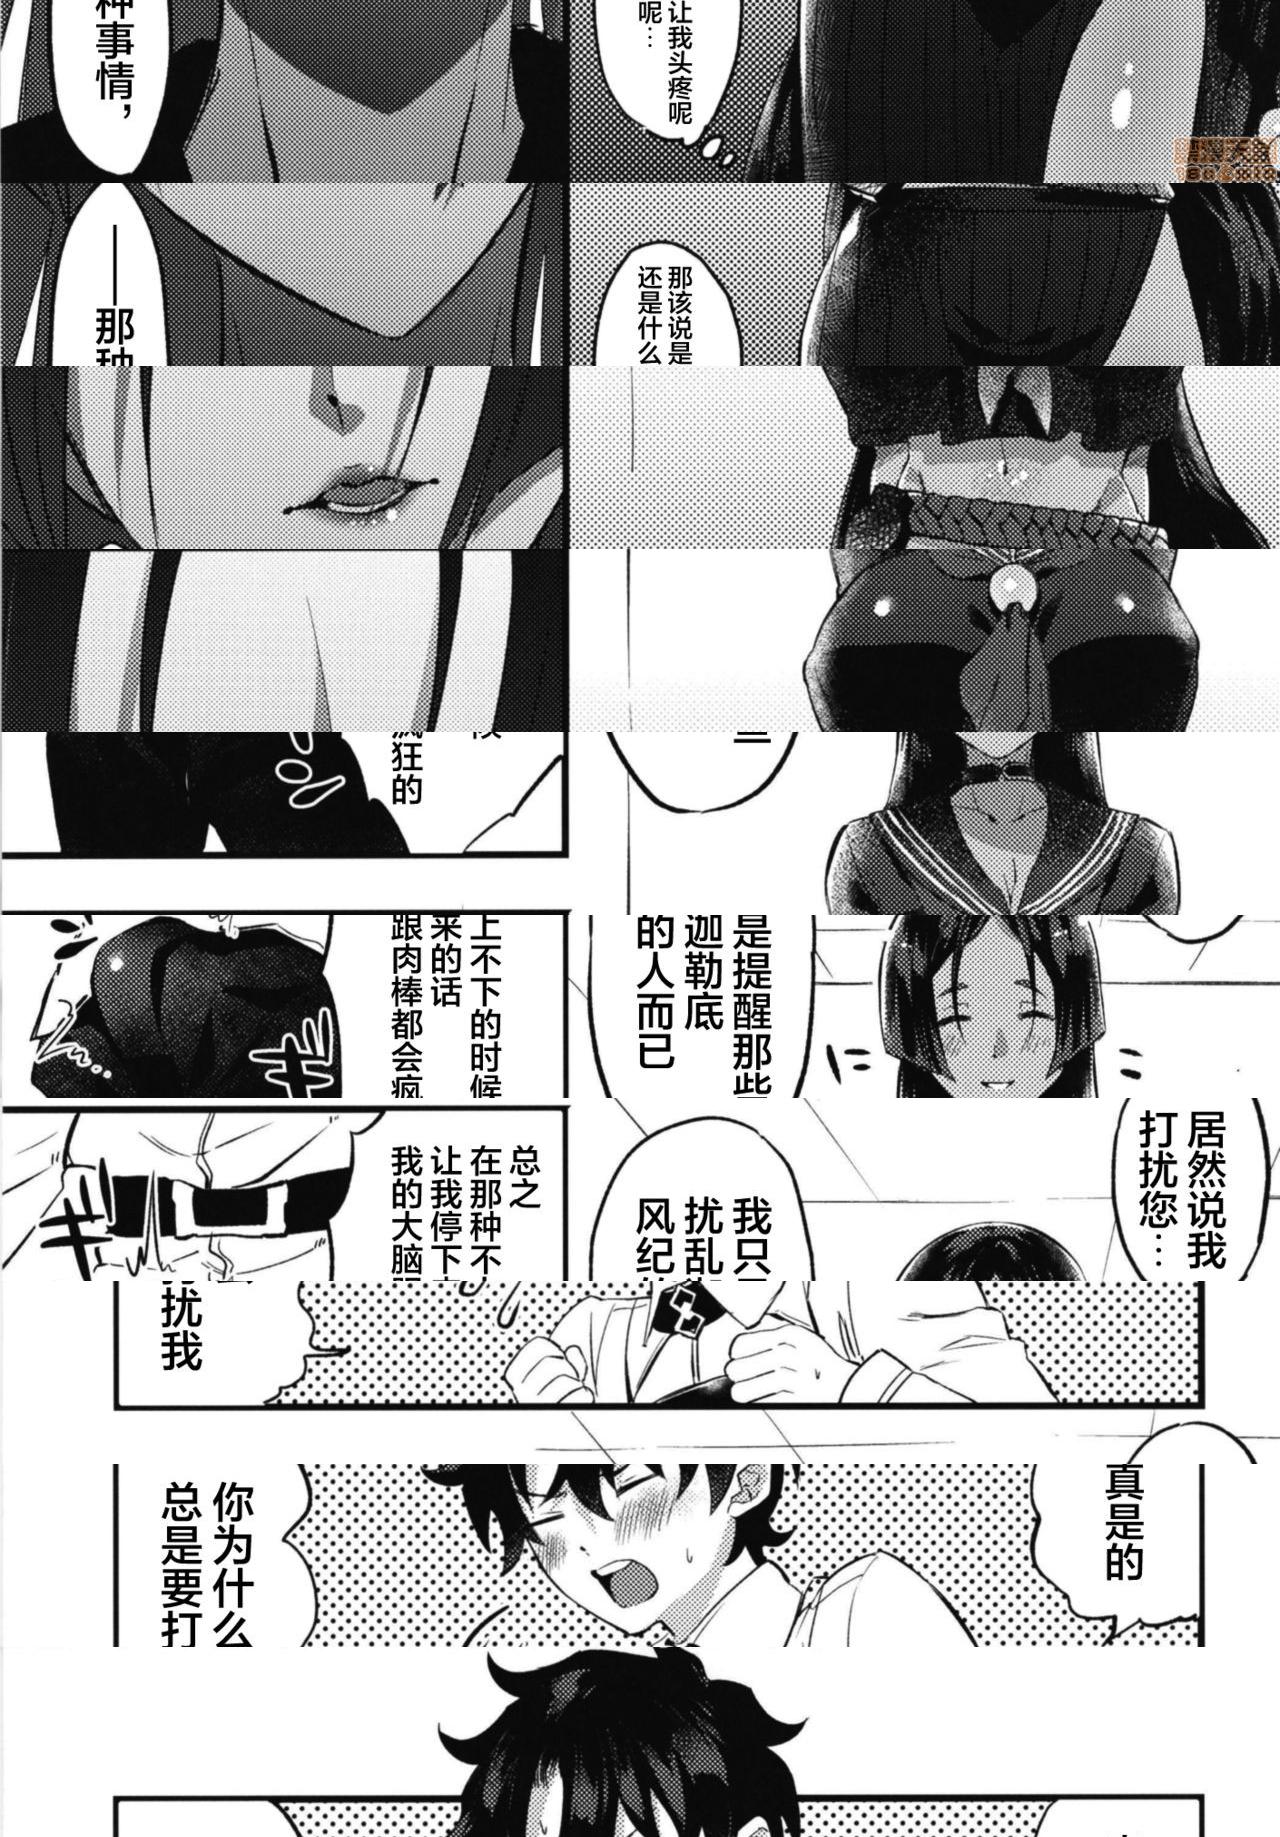 让我头疼呢
呢…
种事情，
那该说是
还是什么
——那种
狂的
是提醒那些
迦勒底
的人而已
上不下的时候
来的话
跟肉棒都会疯
居然说我
打扰您…
我只
扰乱
风纪
总之
在那种不
让我停下
我的大脑
扰我
真是的
你为什么
总是要打